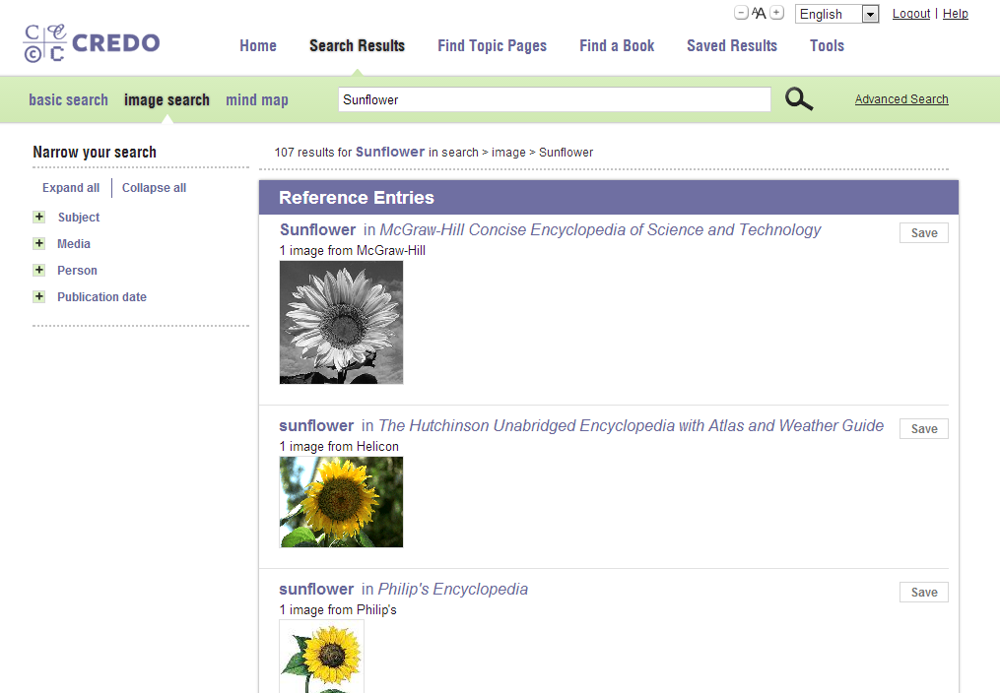 A A English Logout | Help
C C © C CREDO Home Search Results Find Topic Pages Find a Book Saved Results Tools
basic search image search mind map Sunflower Advanced Search
Narrow your search
Expand all Collapse all
+ Subject
+ Media
+ Person
+ Publication date
107 results for Sunflower in search > image > Sunflower
Reference Entries
Sunflower in McGraw-Hill Concise Encyclopedia of Science and Technology Save
1 image from McGraw-Hill
sunflower in The Hutchinson Unabridged Encyclopedia with Atlas and Weather Guide Save
1 image from Helicon
sunflower in Philip's Encyclopedia Save
1 image from Philip's